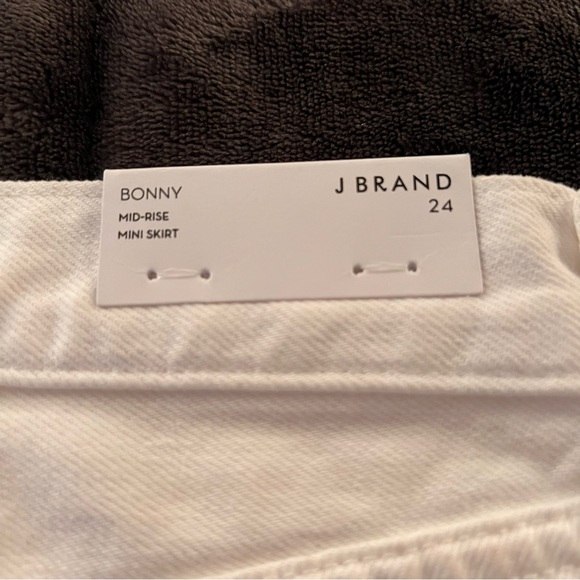 BONNY
MID-RISE
MINI SKIRT
J BRAND
24